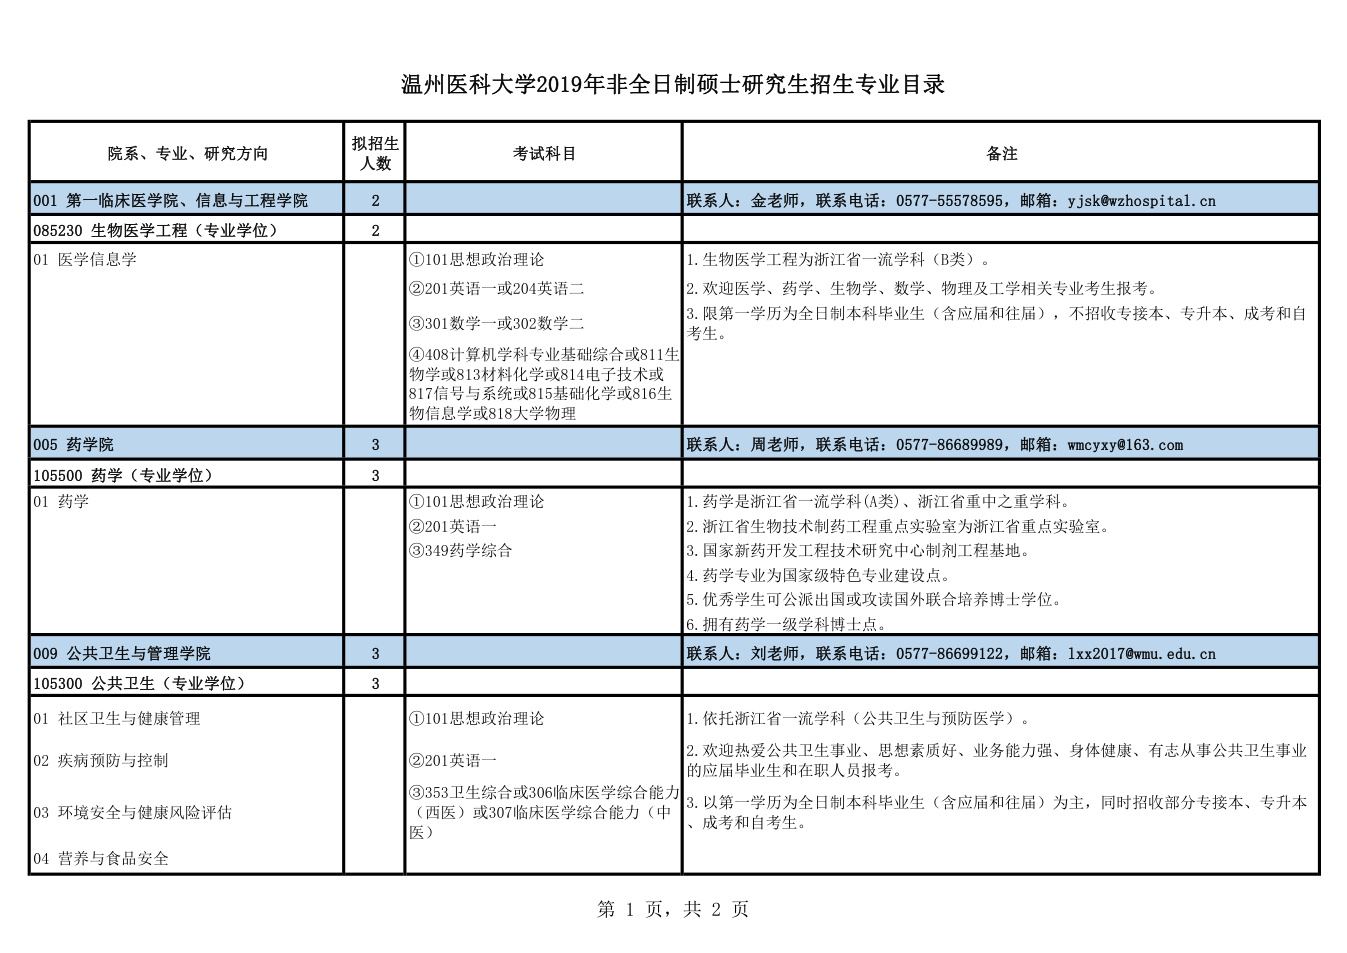 温州医科大学2019年非全日制硕士研究生招生专业目录
院系、专业、研究方向
拟招生
人数
考试科目
备注
001 第一临床医学院、信息与工程学院
2
联系人：金老师，联系电话：0577-55578595，邮箱：yjsk@wzhospital.cn
085230 生物医学工程（专业学位）
2
01 医学信息学
①101思想政治理论
1.生物医学工程为浙江省一流学科（B类）。
②201英语一或204英语二
2.欢迎医学、药学、生物学、数学、物理及工学相关专业考生报考。
③301数学一或302数学二
3.限第一学历为全日制本科毕业生（含应届和往届），不招收专接本、专升本、成考和自
考生。
④408计算机学科专业基础综合或811生
物学或813材料化学或814电子技术或
817信号与系统或815基础化学或816生
物信息学或818大学物理
005 药学院
3
联系人：周老师，联系电话：0577-86689989，邮箱：wmcyxy@163.com
105500 药学（专业学位）
3
01 药学
①101思想政治理论
1.药学是浙江省一流学科(A类)、浙江省重中之重学科。
②201英语一
2.浙江省生物技术制药工程重点实验室为浙江省重点实验室。
③349药学综合
3.国家新药开发工程技术研究中心制剂工程基地。
4.药学专业为国家级特色专业建设点。
5.优秀学生可公派出国或攻读国外联合培养博士学位。
6.拥有药学一级学科博士点。
009 公共卫生与管理学院
3
联系人：刘老师，联系电话：0577-86699122，邮箱：lxx2017@wmu.edu.cn
105300 公共卫生（专业学位）
3
01 社区卫生与健康管理
①101思想政治理论
1.依托浙江省一流学科（公共卫生与预防医学）。
02 疾病预防与控制
②201英语一
2.欢迎热爱公共卫生事业、思想素质好、业务能力强、身体健康、有志从事公共卫生事业
的应届毕业生和在职人员报考。
03 环境安全与健康风险评估
③353卫生综合或306临床医学综合能力
（西医）或307临床医学综合能力（中
医）
3.以第一学历为全日制本科毕业生（含应届和往届）为主，同时招收部分专接本、专升本
、成考和自考生。
04 营养与食品安全
第 1 页，共 2 页